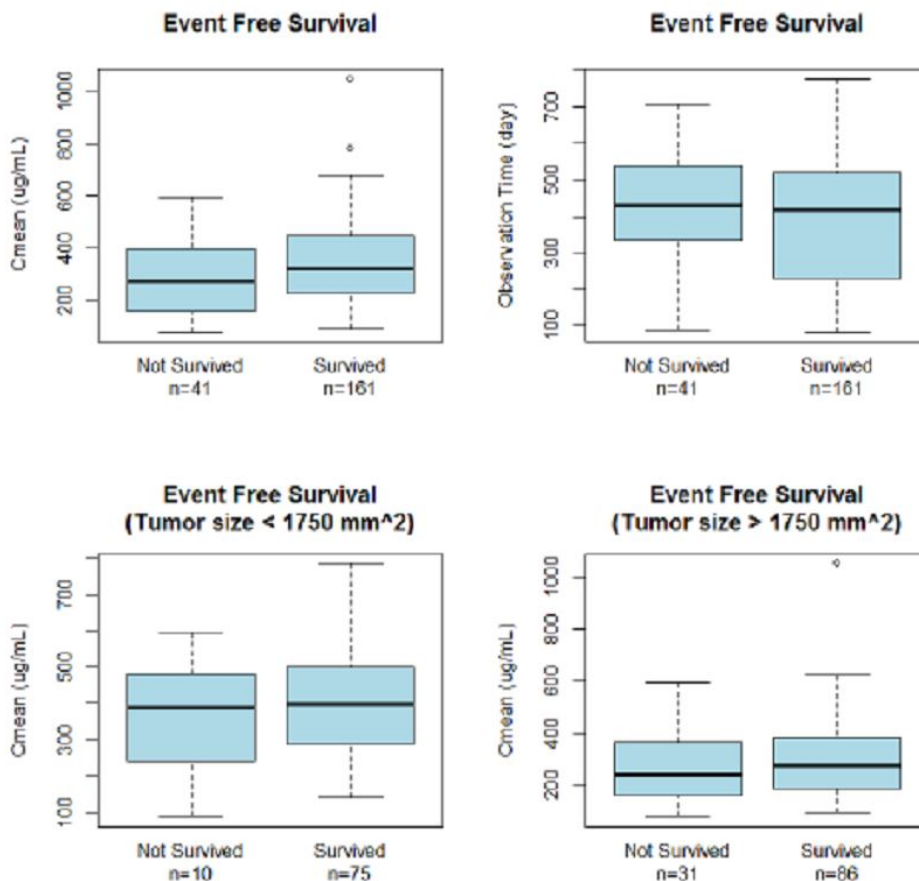 Event Free Survival
Cmean (ug/mL)
1000
800
600
400
200
Not Survived
n=41
Survived
n=161
Event Free Survival
Observation Time (day)
700
500
300
100
Not Survived
n=41
Survived
n=161
Event Free Survival
(Tumor size < 1750 mm^2)
Cmean (ug/mL)
700
500
300
100
Not Survived
n=10
Survived
n=75
Event Free Survival
(Tumor size > 1750 mm^2)
Cmean (ug/mL)
1000
800
600
400
200
Not Survived
n=31
Survived
n=86